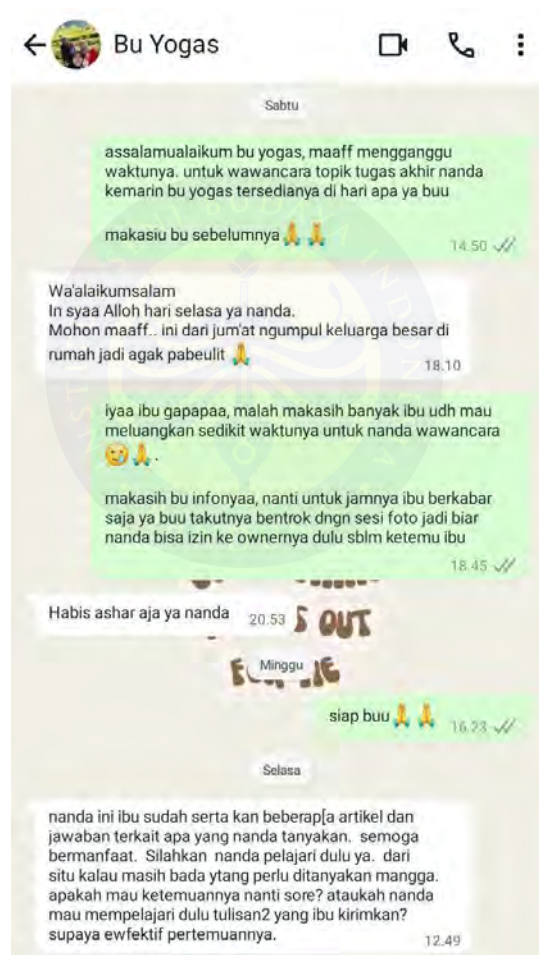 Bu Yogas
Sabtu
assalamualaikum bu yogas, maaff mengganggu
waktunya. untuk wawancara topik tugas akhir nanda
kemarin bu yogas tersedianya di hari apa ya buu
makasiu bu sebelumnya🙏🙏
14.50
Wa'alaikumsalam
In syaa Alloh hari selasa ya nanda.
Mohon maaff.. ini dari jum'at ngumpul keluarga besar di
rumah jadi agak pabeulit 🙏
18.10
iyaa ibu gapapaa, malah makasih banyak ibu udh mau
meluangkan sedikit waktunya untuk nanda wawancara
😢🙏.
makasih bu infonyaa, nanti untuk jamnya ibu berkabar
saja ya buu takutnya bentrok dngn sesi foto jadi biar
nanda bisa izin ke ownernya dulu sblm ketemu ibu
18.45
Habis ashar aja ya nanda
20.53
OUT
Minggu
siap buu🙏🙏
16.23
Selasa
nanda ini ibu sudah serta kan beberap[a artikel dan
jawaban terkait apa yang nanda tanyakan. semoga
bermanfaat. Silahkan nanda pelajari dulu ya. dari
situ kalau masih bada ytang perlu ditanyakan mangga.
apakah mau ketemuannya nanti sore? ataukah nanda
mau mempelajari dulu tulisan2 yang ibu kirimkan?
supaya ewfektif pertemuannya.
12.49